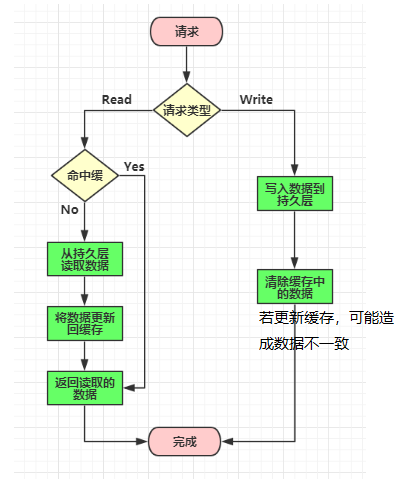 请求
请求类型
Read
Write
命中缓
Yes
No
写入数据到
持久层
从持久层
读取数据
清除缓存中
的数据
将数据更新
回缓存
若更新缓存，可能造
成数据不一致
返回读取的
数据
完成